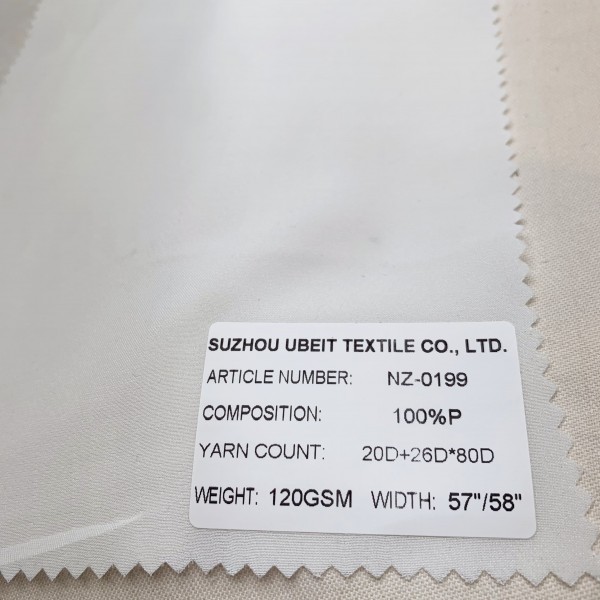 SUZHOU UBEIT TEXTILE CO., LTD.
ARTICLE NUMBER: NZ-0199
COMPOSITION: 100%P
YARN COUNT: 20D+26D*80D
WEIGHT: 120GSM WIDTH: 57"/58"